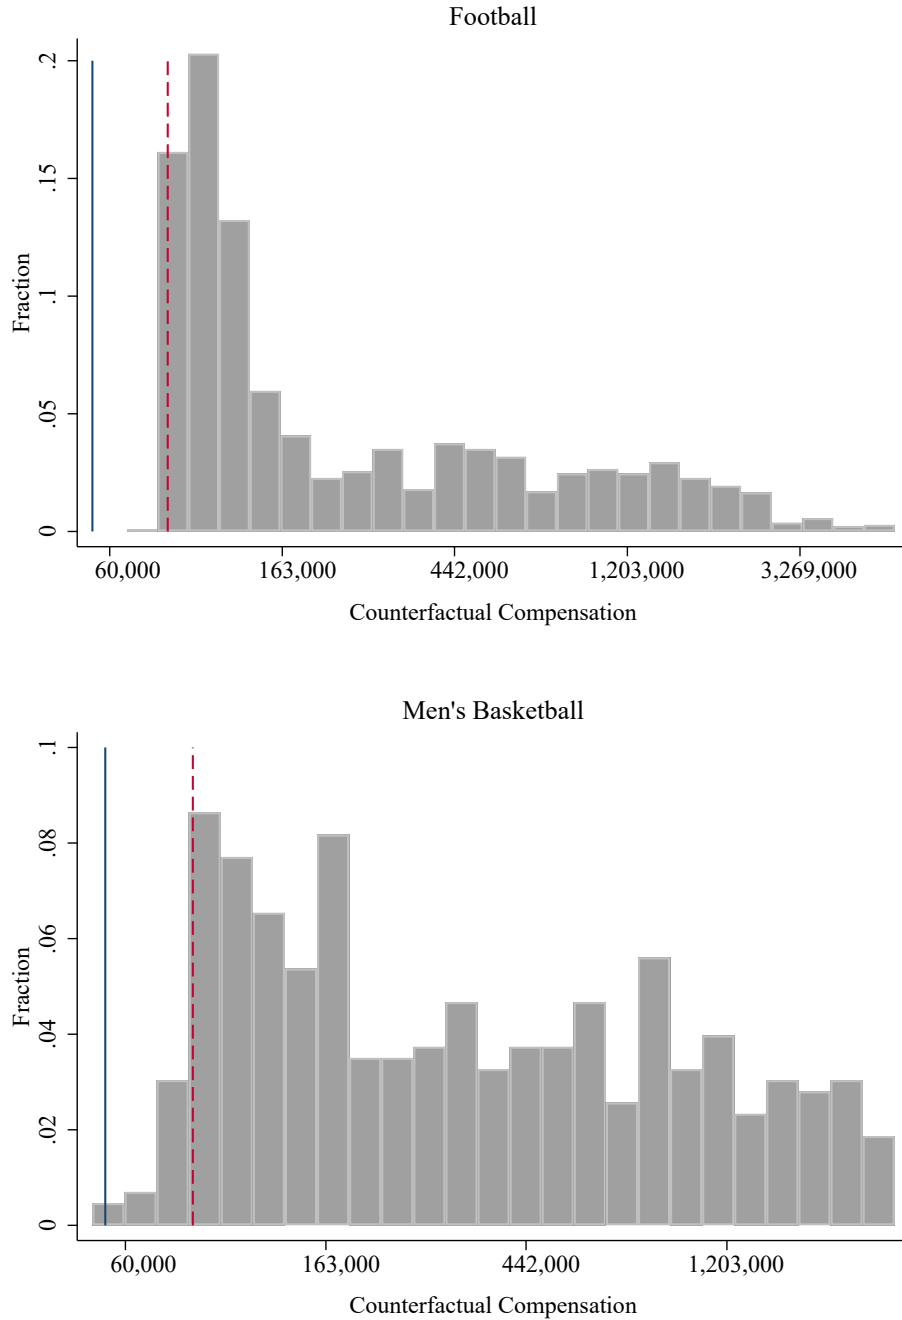 Football
.2
.15
.1
.05
0
Fraction
60,000 163,000 442,000 1,203,000 3,269,000
Counterfactual Compensation
Men's Basketball
.1
.08
.06
.04
.02
0
Fraction
60,000 163,000 442,000 1,203,000
Counterfactual Compensation